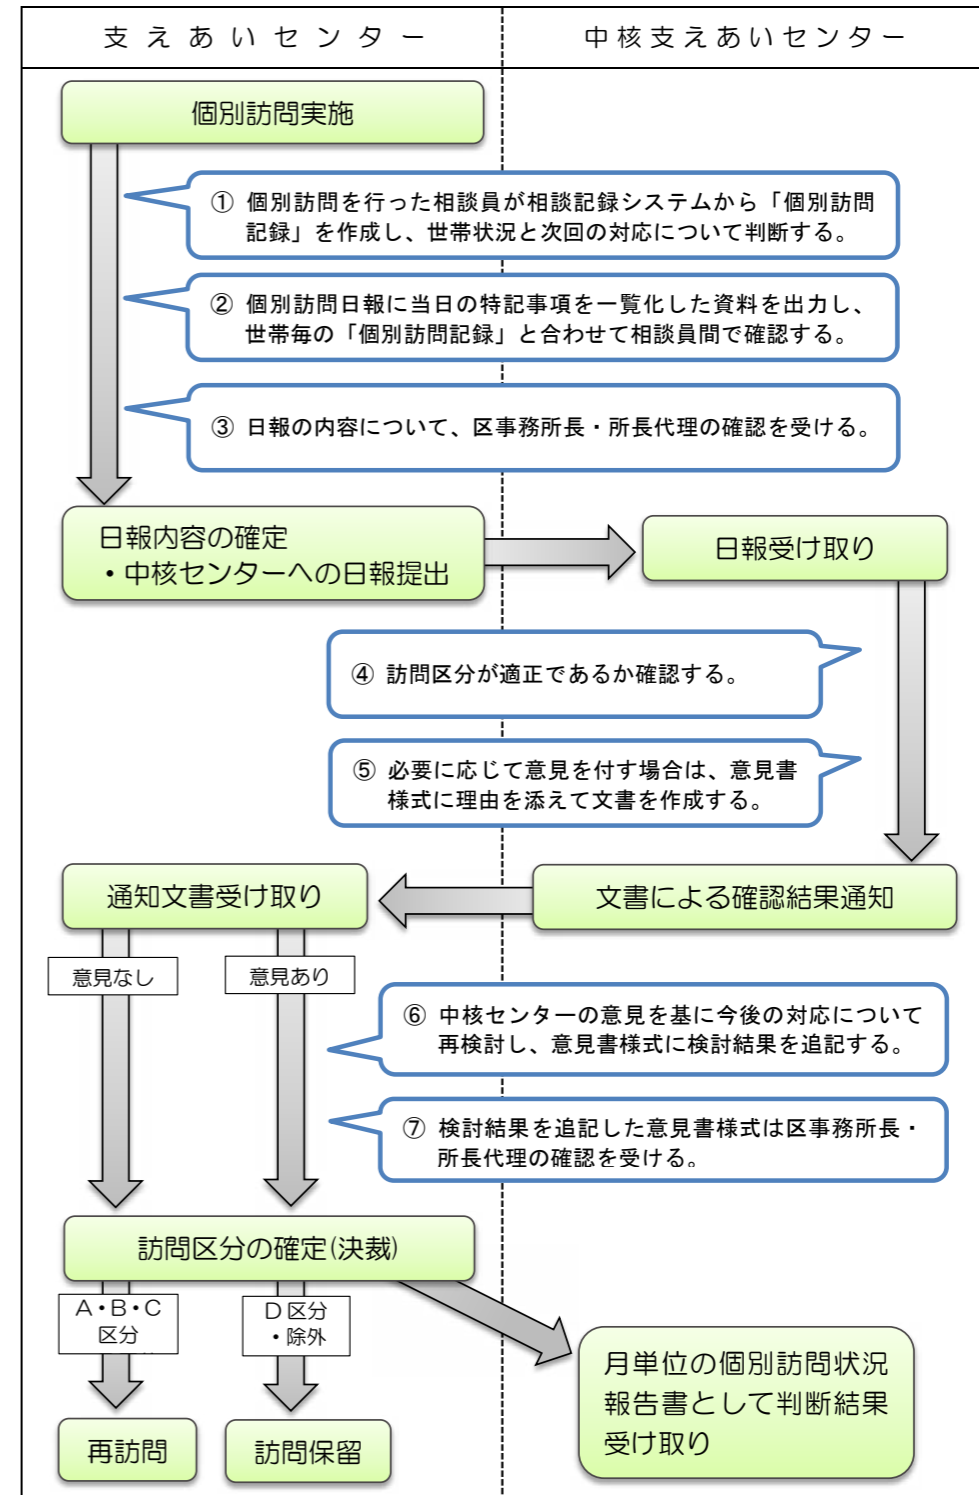 支えあいセンター
中核支えあいセンター
個別訪問実施
① 個別訪問を行った相談員が相談記録システムから「個別訪問
記録」を作成し、世帯状況と次回の対応について判断する。
② 個別訪問日報に当日の特記事項を一覧化した資料を出力し、
世帯毎の「個別訪問記録」と合わせて相談員間で確認する。
③ 日報の内容について、区事務所長・所長代理の確認を受ける。
日報内容の確定
・中核センターへの日報提出
日報受け取り
④ 訪問区分が適正であるか確認する。
⑤ 必要に応じて意見を付す場合は、意見書
様式に理由を添えて文書を作成する。
通知文書受け取り
文書による確認結果通知
意見なし
意見あり
⑥ 中核センターの意見を基に今後の対応について
再検討し、意見書様式に検討結果を追記する。
⑦ 検討結果を追記した意見書様式は区事務所長・
所長代理の確認を受ける。
訪問区分の確定(決裁)
A・B・C
区分
D区分
・除外
月単位の個別訪問状況
報告書として判断結果
受け取り
再訪問
訪問保留